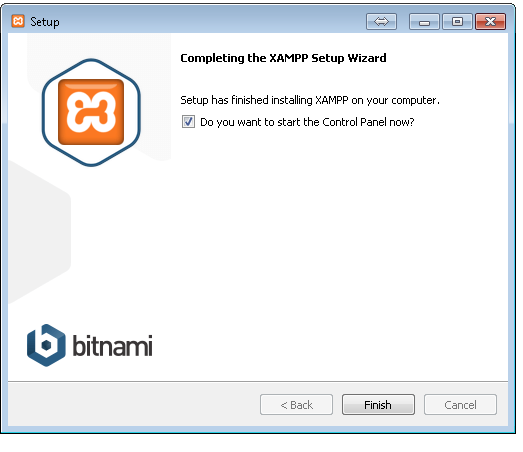 Setup
Completing the XAMPP Setup Wizard
Setup has finished installing XAMPP on your computer.
Do you want to start the Control Panel now?
bitnami
< Back
Finish
Cancel